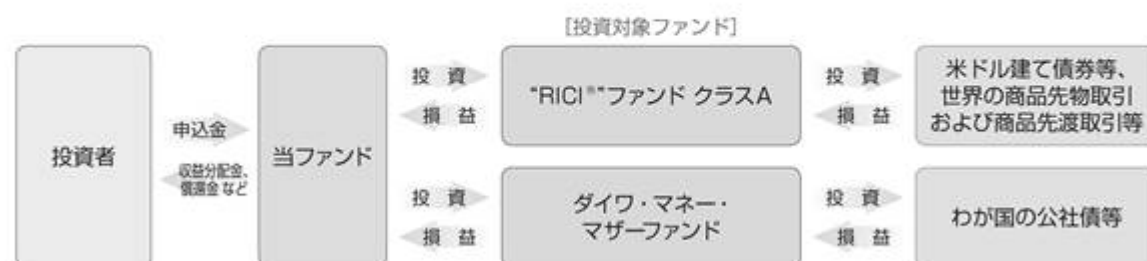 [投資対象ファンド]
投資者
申込金
収益分配金、
償還金 など
当ファンド
投 資
損 益
"RICI®"ファンド クラスA
投 資
損 益
米ドル建て債券等、
世界の商品先物取引
および商品先渡取引等
投 資
損 益
ダイワ・マネー・
マザーファンド
投 資
損 益
わが国の公社債等